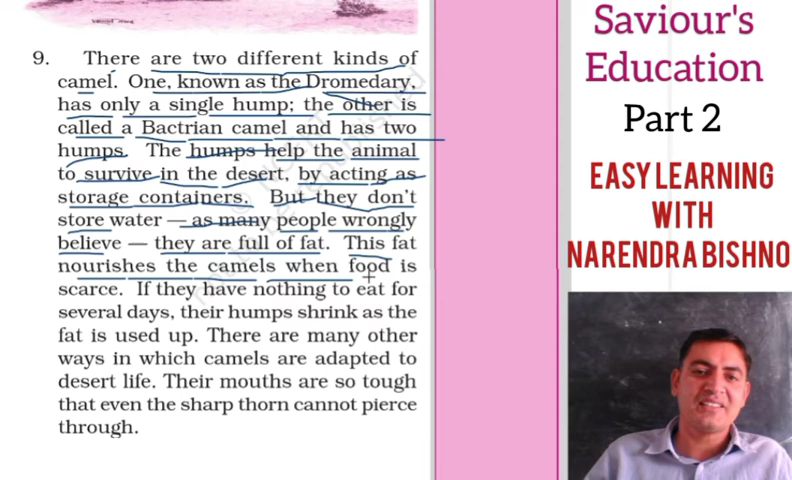 9. There are two different kinds of
camel. One, known as the Dromedary,
has only a single hump; the other is
called a Bactrian camel and has two
humps. The humps help the animal
to survive in the desert, by acting as
storage containers. But they don't
store water — as many people wrongly
believe — they are full of fat. This fat
nourishes the camels when food is
scarce. If they have nothing to eat for
several days, their humps shrink as the
fat is used up. There are many other
ways in which camels are adapted to
desert life. Their mouths are so tough
that even the sharp thorn cannot pierce
through.
Saviour's
Education
Part 2
EASY LEARNING
WITH
NARENDRA BISHNO